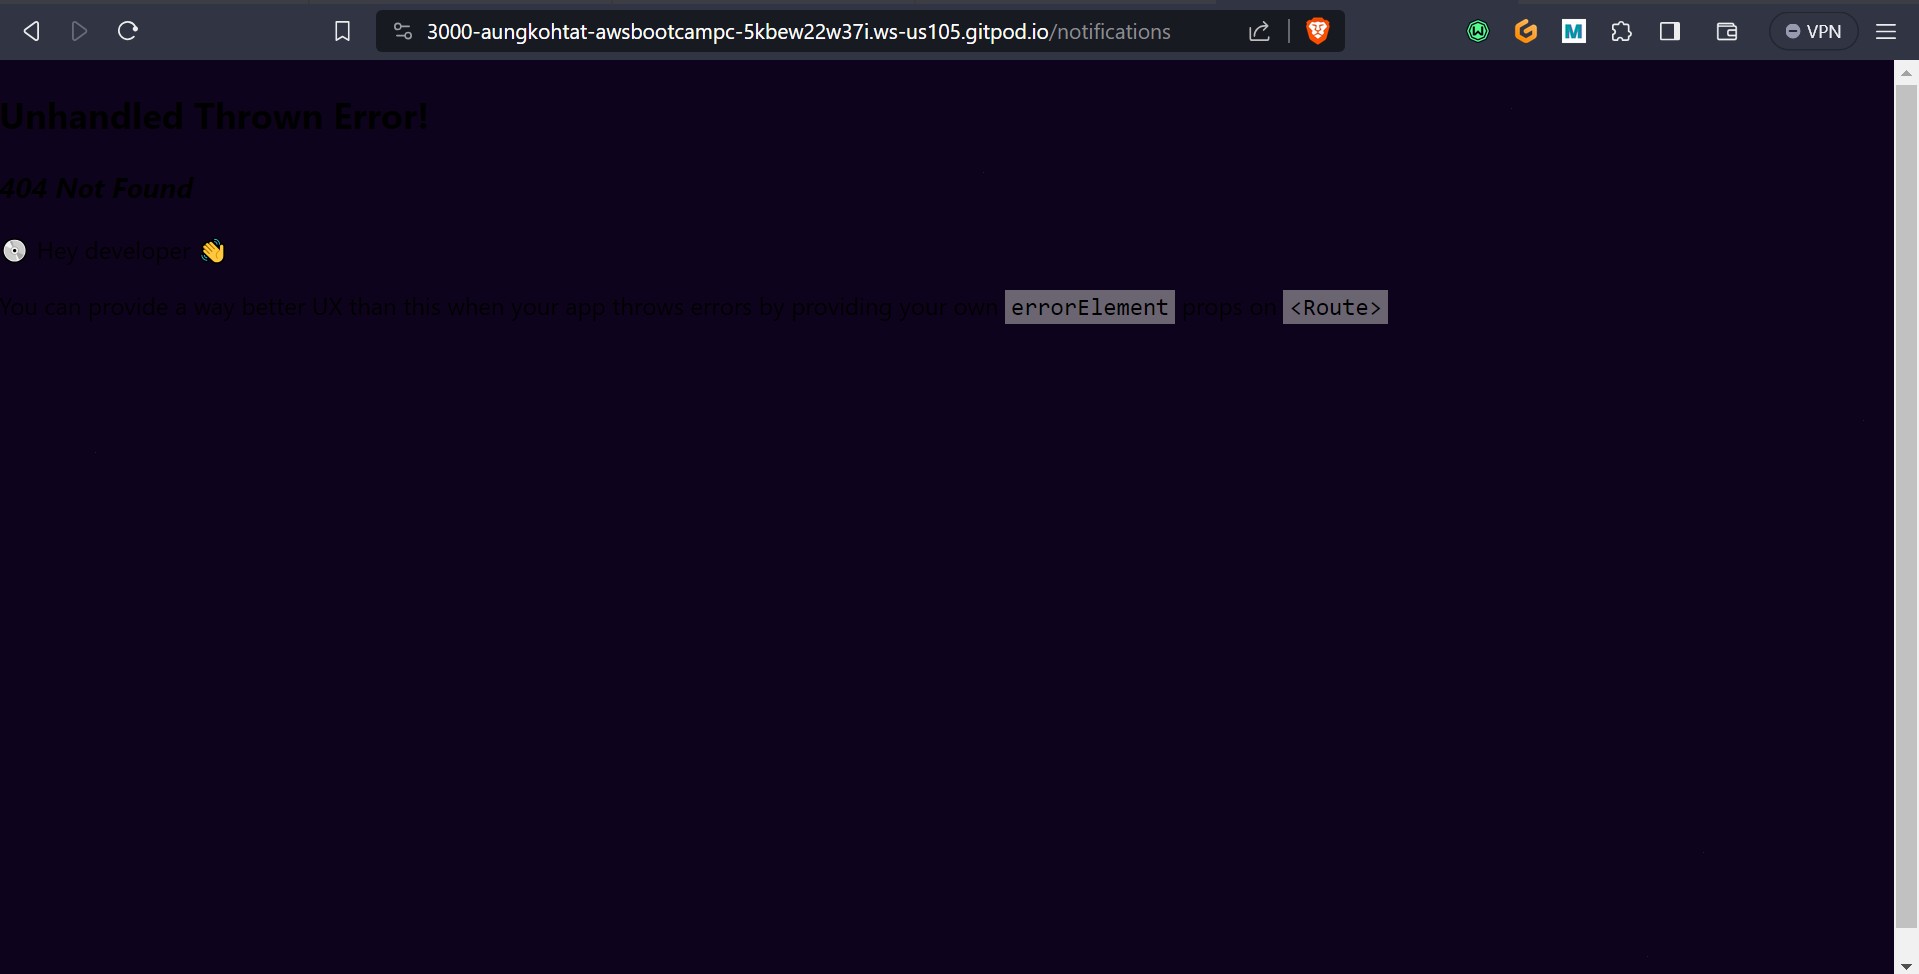 3000-aungkohtat-awsbootcampc-5kbew22w37i.ws-us105.gitpod.io/notifications
VPN
Unhandled Thrown Error!
404 Not Found
💿 Hey developer 👋
You can provide a way better UX than this when your app throws errors by providing your own errorElement props on <Route>